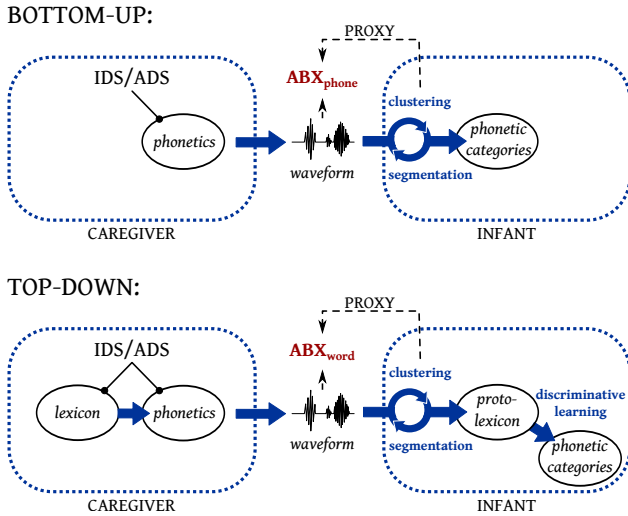 BOTTOM-UP:
PROXY
IDS/ADS
ABXphone
clustering
phonetics
phonetic
categories
waveform
segmentation
CAREGIVER
INFANT
TOP-DOWN:
PROXY
IDS/ADS
ABXword
clustering
discriminative
learning
lexicon
phonetics
proto-
lexicon
waveform
segmentation
phonetic
categories
CAREGIVER
INFANT